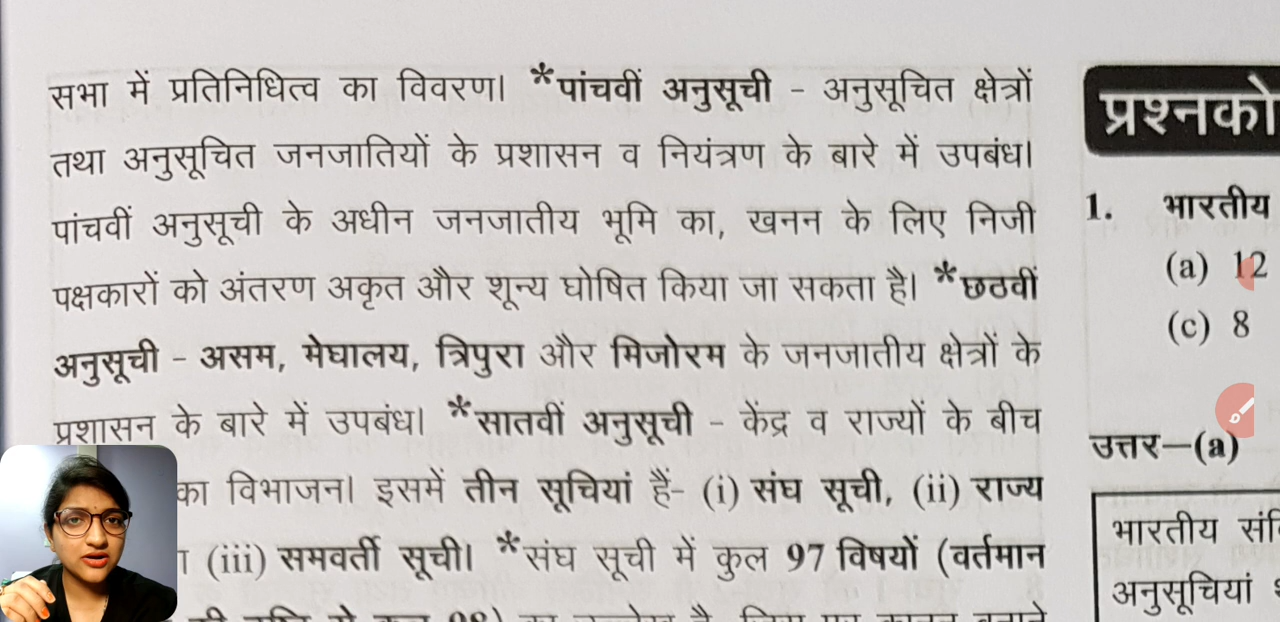 सभा में प्रतिनिधित्व का विवरण। *पांचवीं अनुसूची - अनुसूचित क्षेत्रों
तथा अनुसूचित जनजातियों के प्रशासन व नियंत्रण के बारे में उपबंध।
पांचवीं अनुसूची के अधीन जनजातीय भूमि का, खनन के लिए निजी
पक्षकारों को अंतरण अकृत और शून्य घोषित किया जा सकता है। *छठवीं
अनुसूची - असम, मेघालय, त्रिपुरा और मिजोरम के जनजातीय क्षेत्रों के
प्रशासन के बारे में उपबंध। *सातवीं अनुसूची - केंद्र व राज्यों के बीच
का विभाजन। इसमें तीन सूचियां हैं- (i) संघ सूची, (ii) राज्य
(iii) समवर्ती सूची। *संघ सूची में कुल 97 विषयों (वर्तमान
प्रश्नको
1. भारतीय
(a) 12
(c) 8
उत्तर—(a)
भारतीय
अनुसूचियां